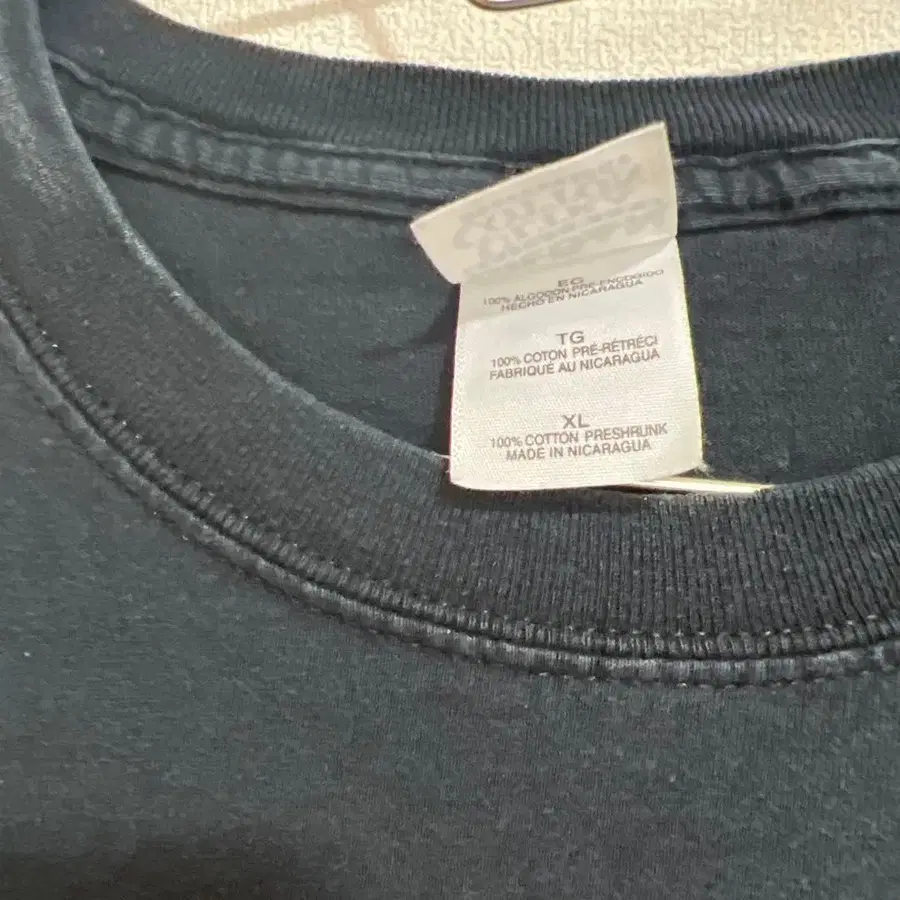 EG
100% ALGODON PRE-ENCOGIDO
HECHO EN NICARAGUA
TG
100% COTON PRÉ-RÉTRÉCI
FABRIQUÉ AU NICARAGUA
XL
100% COTTON PRESHRUNK
MADE IN NICARAGUA